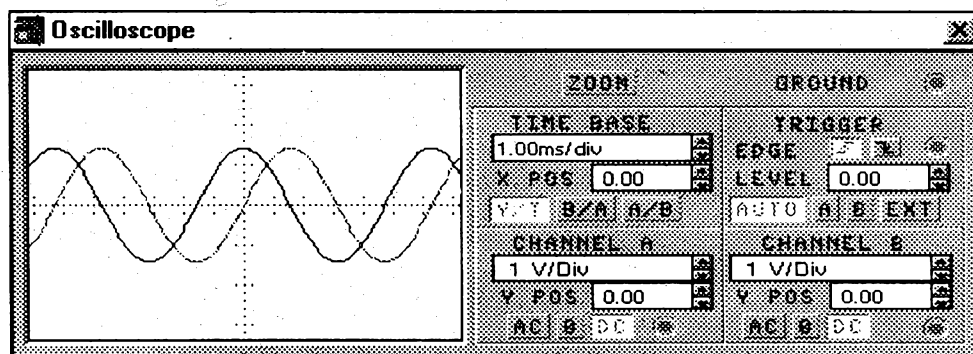 Oscilloscope
ZOOM GROUND
TIME BASE
1.00ms/div
X POS 0.00
Y/T B/A A/B
TRIGGER
EDGE
LEVEL 0.00
AUTO A B EXT
CHANNEL A
1 V/Div
Y POS 0.00
AC 0 DC
CHANNEL B
1 V/Div
Y POS 0.00
AC 0 DC